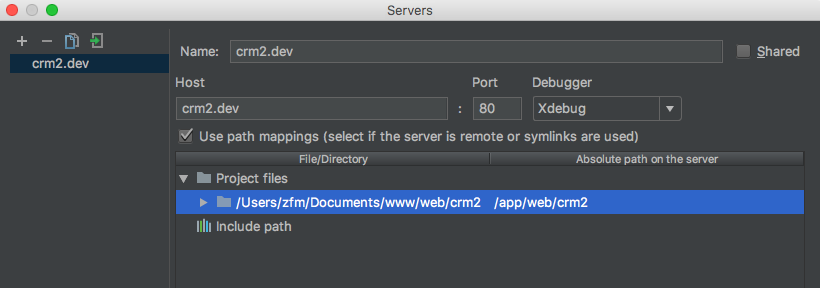 Servers
crm2.dev
Name: crm2.dev Shared
Host Port Debugger
crm2.dev : 80 Xdebug
Use path mappings (select if the server is remote or symlinks are used)
File/Directory Absolute path on the server
Project files
/Users/zfm/Documents/www/web/crm2 /app/web/crm2
Include path